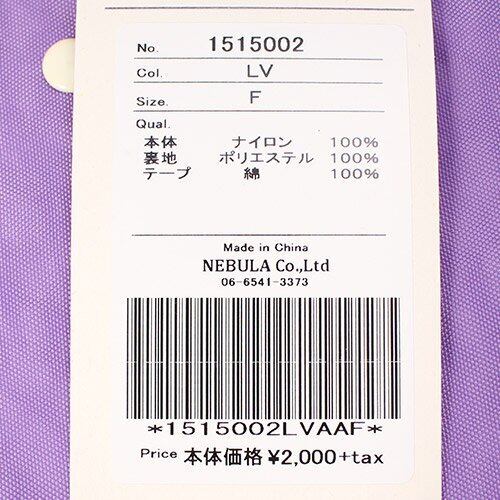 No. 1515002
Col. LV
Size. F
Qual.
本体 ナイロン 100%
裏地 ポリエステル 100%
テープ 綿 100%
Made in China
NEBULA Co.,Ltd
06-6541-3373
*1515002LVAAF*
Price 本体価格 ¥2,000+tax